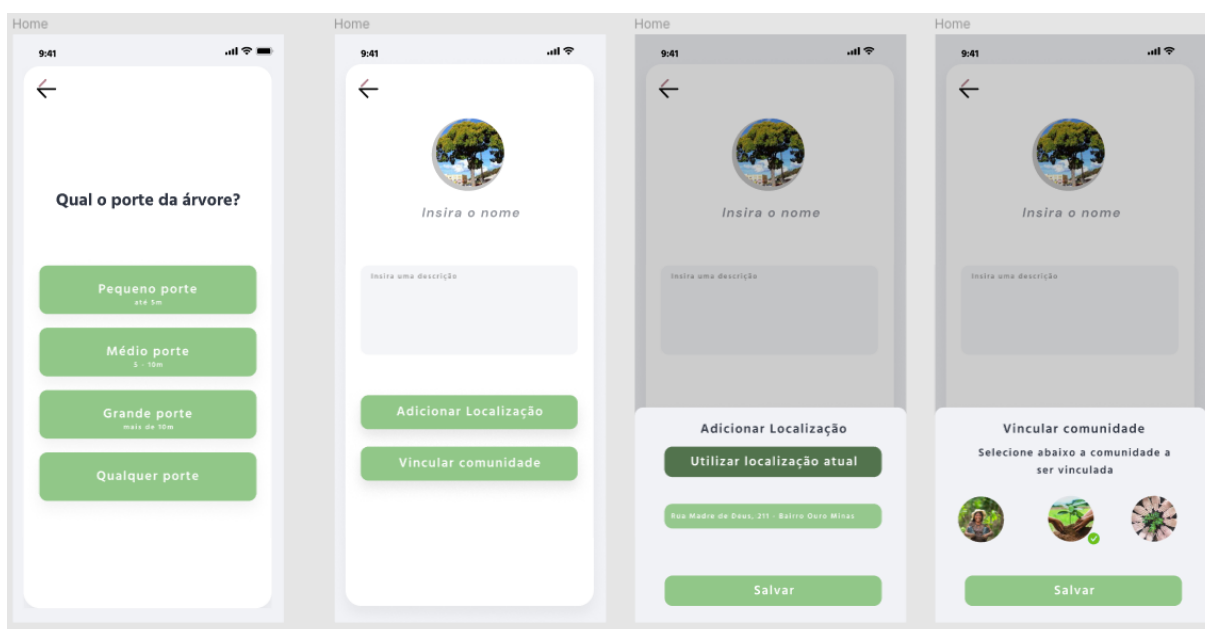 Home
9:41
Qual o porte da árvore?
Pequeno porte
até 5m
Médio porte
5 - 10m
Grande porte
mais de 10m
Qualquer porte
Home
9:41
Insira o nome
Insira uma descrição
Adicionar Localização
Vincular comunidade
Home
9:41
Insira o nome
Insira uma descrição
Adicionar Localização
Utilizar localização atual
Rua Madre de Deus, 211 - Bairro Ouro Minas
Salvar
Home
9:41
Insira o nome
Insira uma descrição
Vincular comunidade
Selecione abaixo a comunidade a
ser vinculada
Salvar